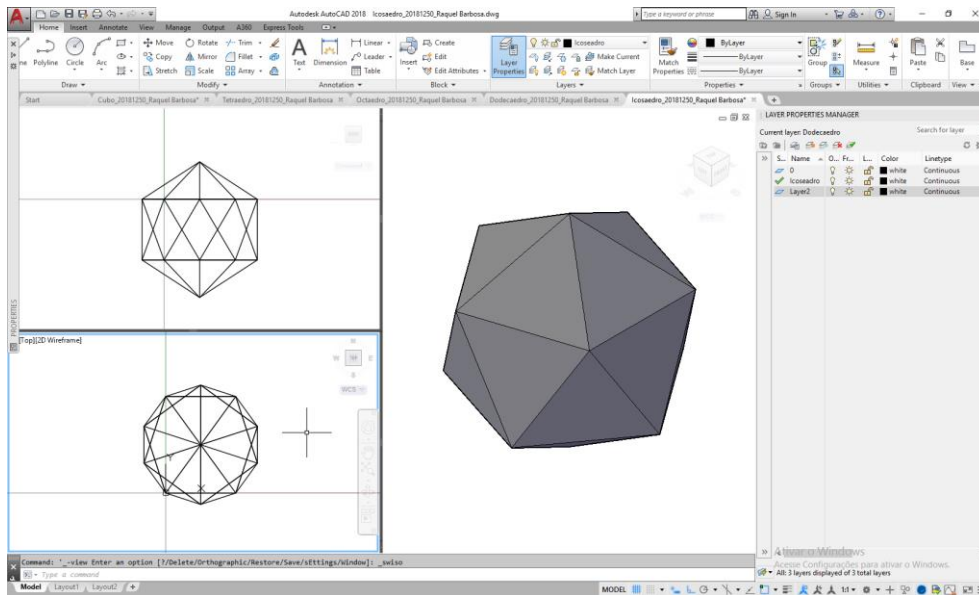 Autodesk AutoCAD 2018 Icosaedro_20181250_Raquel Barbosa.dwg
Type a keyword or phrase
Sign In
Home Insert Annotate View Manage Output A360 Express Tools
Polyline Circle Arc
Move Rotate Trim
Copy Mirror Fillet
Stretch Scale Array
Text Dimension
Linear
Leader
Table
Insert
Create
Edit
Edit Attributes
Layer Properties
Icoseadro
Make Current
Match Layer
Match Properties
ByLayer
ByLayer
ByLayer
Group
Measure
Paste
Base
Draw Modify Annotation Block Layers Properties Groups Utilities Clipboard View
Start Cubo_20181250_Raquel Barbosa* Tetraedro_20181250_Raquel Barbosa Octaedro_20181250_Raquel Barbosa Dodecaedro_20181250_Raquel Barbosa Icosaedro_20181250_Raquel Barbosa*
LAYER PROPERTIES MANAGER
Current layer: Dodecaedro
Search for layer
S... Name O... Fr... L... Color Linetype
0 white Continuous
Icoseadro white Continuous
Layer2 white Continuous
PROPERTIES
[Top][2D Wireframe]
WCS
Y
X
Ativar o Windows
Acesse Configurações para ativar o Windows.
All: 3 layers displayed of 3 total layers
Command: '_-view Enter an option [?/Delete/Orthographic/Restore/Save/sEttings/Window]: _swiso
Type a command
Model Layout1 Layout2 +
MODEL
1:1